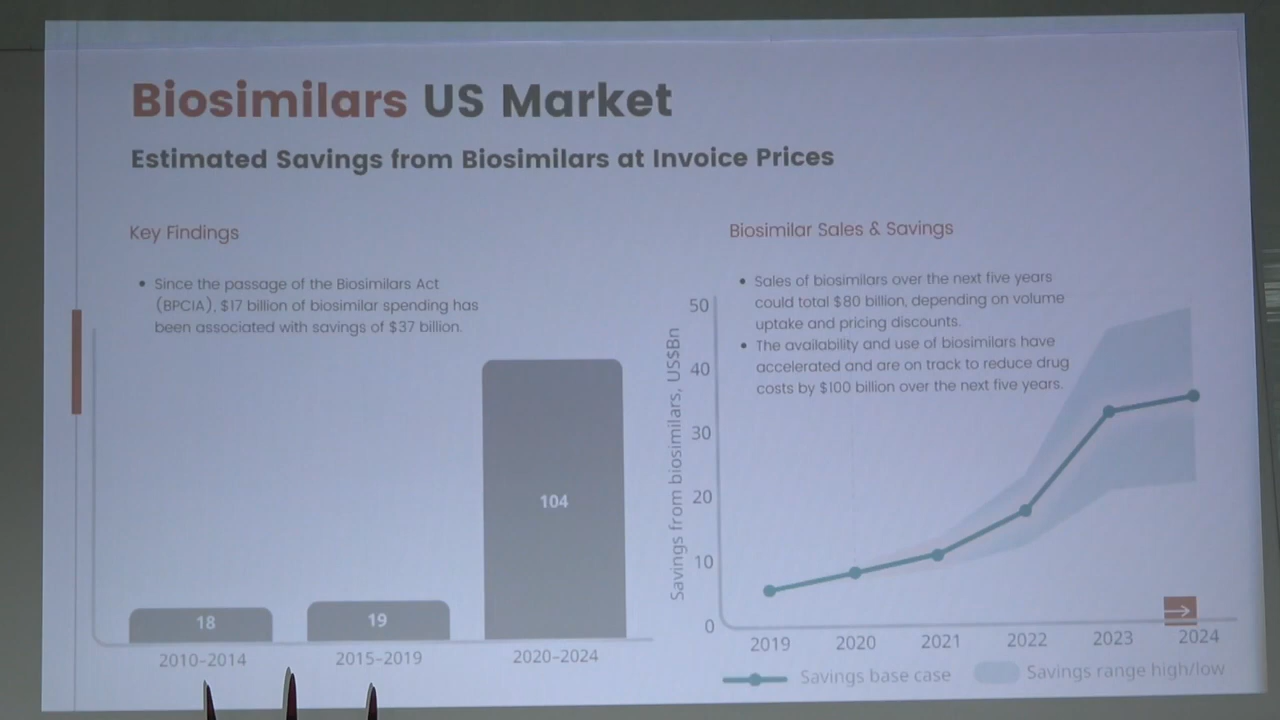 Biosimilars US Market
Estimated Savings from Biosimilars at Invoice Prices
Key Findings
• Since the passage of the Biosimilars Act
(BPCIA), $17 billion of biosimilar spending has
been associated with savings of $37 billion.
18
19
104
2010-2014
2015-2019
2020-2024
Biosimilar Sales & Savings
• Sales of biosimilars over the next five years
could total $80 billion, depending on volume
uptake and pricing discounts.
• The availability and use of biosimilars have
accelerated and are on track to reduce drug
costs by $100 billion over the next five years.
Savings from biosimilars, US$Bn
50
40
30
20
10
0
2019
2020
2021
2022
2023
2024
Savings base case
Savings range high/low